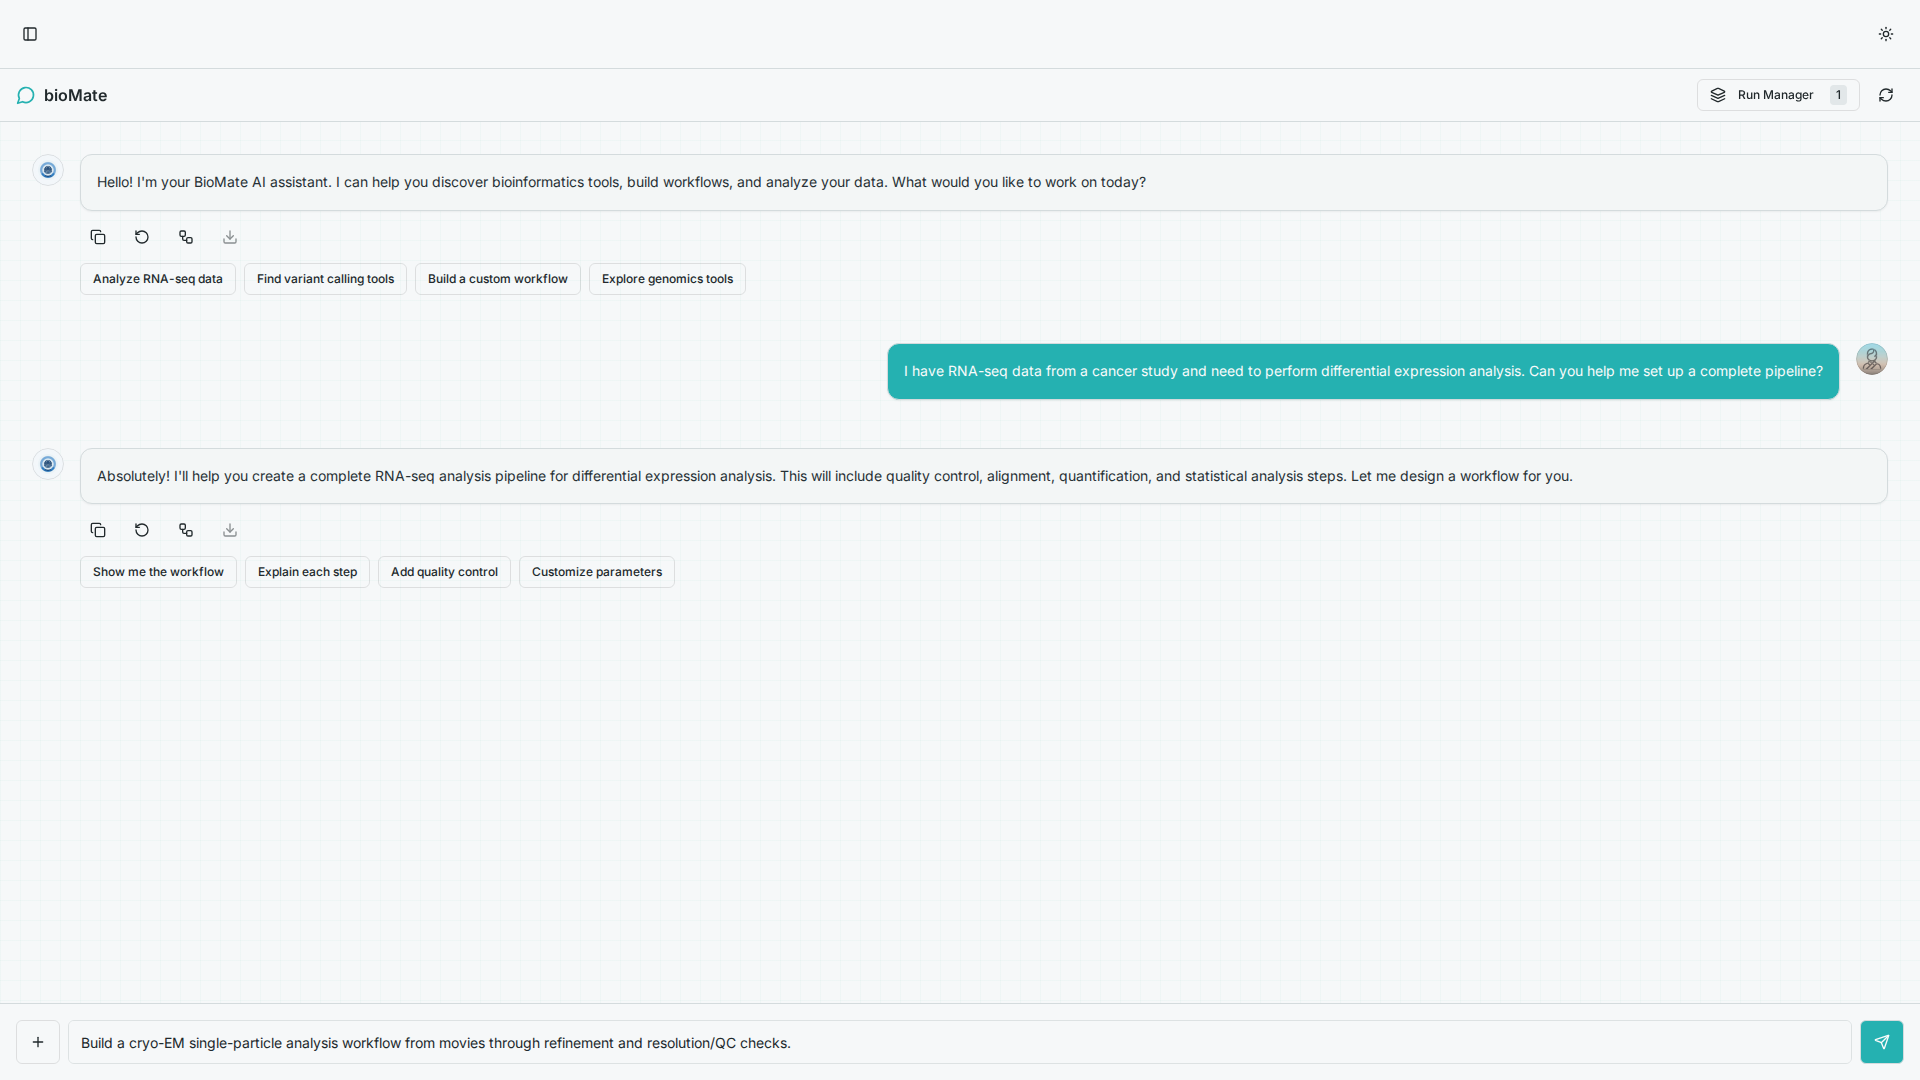 bioMate
Run Manager 1
Hello! I'm your BioMate AI assistant. I can help you discover bioinformatics tools, build workflows, and analyze your data. What would you like to work on today?
Analyze RNA-seq data
Find variant calling tools
Build a custom workflow
Explore genomics tools
I have RNA-seq data from a cancer study and need to perform differential expression analysis. Can you help me set up a complete pipeline?
Absolutely! I'll help you create a complete RNA-seq analysis pipeline for differential expression analysis. This will include quality control, alignment, quantification, and statistical analysis steps. Let me design a workflow for you.
Show me the workflow
Explain each step
Add quality control
Customize parameters
Build a cryo-EM single-particle analysis workflow from movies through refinement and resolution/QC checks.